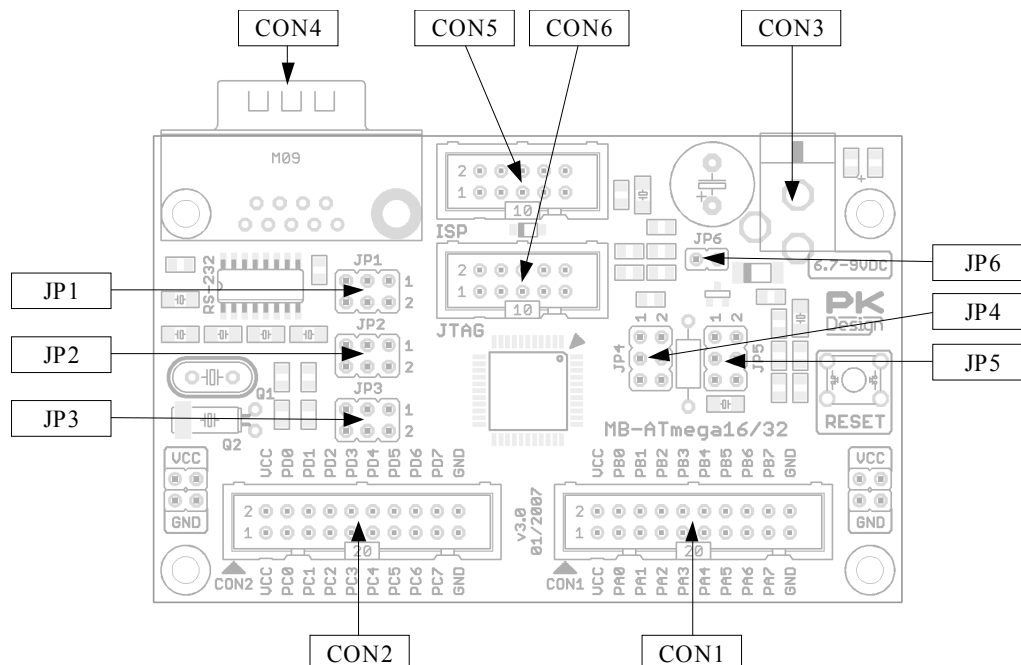 CON4
CON5
CON6
CON3
M09
2
1
10
ISP
JP6
6.7-9VDC
RS-232
JP1
1
2
2
1
10
JTAG
PK
Design
JP1
JP6
JP2
1
2
1 2
JP4
1 2
JP5
JP4
JP2
JP5
JP3
1
2
Q1
JP3
Q2
MB-ATmega16/32
RESET
VCC
GND
VCC PD0 PD1 PD2 PD3 PD4 PD5 PD6 PD7 GND
2
1
20
CON2
VCC PC0 PC1 PC2 PC3 PC4 PC5 PC6 PC7 GND
v3.0
01/2007
VCC PB0 PB1 PB2 PB3 PB4 PB5 PB6 PB7 GND
2
1
20
CON1
VCC PA0 PA1 PA2 PA3 PA4 PA5 PA6 PA7 GND
VCC
GND
CON2
CON1